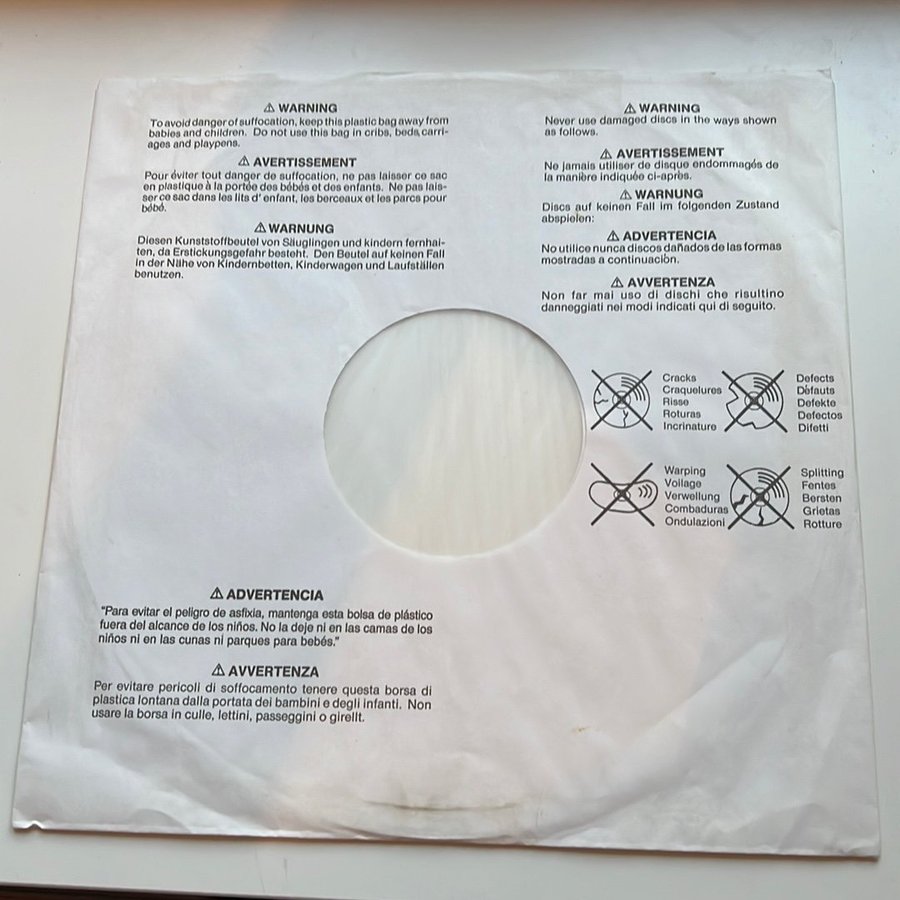 ⚠ WARNING
To avoid danger of suffocation, keep this plastic bag away from
babies and children. Do not use this bag in cribs, beds, carri-
ages and playpens.
⚠ AVERTISSEMENT
Pour éviter tout danger de suffocation, ne pas laisser ce sac
en plastique à la portée des bébés et des enfants. Ne pas lais-
ser ce sac dans les lits d' enfant, les berceaux et les parcs pour
bébé.
⚠ WARNUNG
Diesen Kunststoffbeutel von Säuglingen und kindern fernhal-
ten, da Erstickungsgefahr besteht. Den Beutel auf keinen Fall
in der Nähe von Kindernbetten, Kinderwagen und Laufställen
benutzen.
⚠ WARNING
Never use damaged discs in the ways shown
as follows.
⚠ AVERTISSEMENT
Ne jamais utiliser de disque endommagés de
la manière indiquée ci-après.
⚠ WARNUNG
Discs auf keinen Fall im folgenden Zustand
abspielen:
⚠ ADVERTENCIA
No utilice nunca discos dañados de las formas
mostradas a continuaciòn.
⚠ AVVERTENZA
Non far mai uso di dischi che risultino
danneggiati nei modi indicati qui di seguito.
Cracks
Craquelures
Risse
Roturas
Incrinature
Defects
Dèfauts
Defekte
Defectos
Difetti
Warping
Voilage
Verwellung
Combaduras
Ondulazioni
Splitting
Fentes
Bersten
Grietas
Rotture
⚠ ADVERTENCIA
"Para evitar el peligro de asfixia, mantenga esta bolsa de plástico
fuera del alcance de los niños. No la deje ni en las camas de los
niños ni en las cunas ni parques para bebés."
⚠ AVVERTENZA
Per evitare pericoli di soffocamento tenere questa borsa di
plastica lontana dalla portata dei bambini e degli infanti. Non
usare la borsa in culle, lettini, passeggini o girelit.